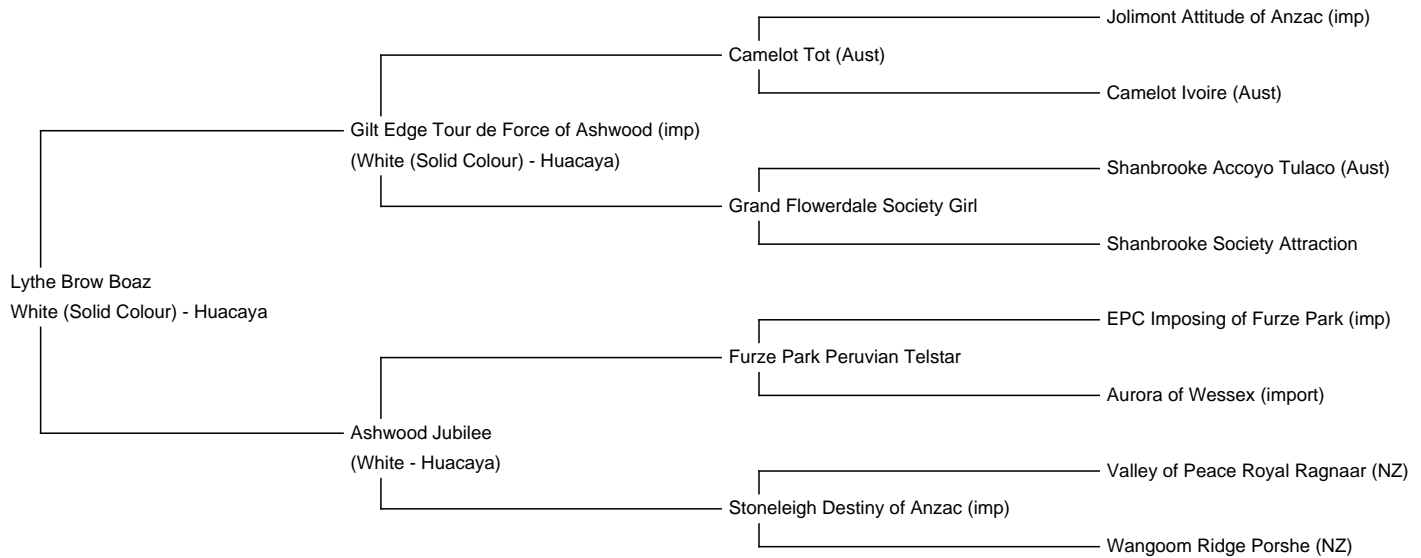 Jolimont Attitude of Anzac (imp)
Camelot Tot (Aust)
Camelot Ivoire (Aust)
Gilt Edge Tour de Force of Ashwood (imp)
(White (Solid Colour) - Huacaya)
Shanbrooke Accoyo Tulaco (Aust)
Grand Flowerdale Society Girl
Shanbrooke Society Attraction
Lythe Brow Boaz
White (Solid Colour) - Huacaya
EPC Imposing of Furze Park (imp)
Furze Park Peruvian Telstar
Aurora of Wessex (import)
Ashwood Jubilee
(White - Huacaya)
Valley of Peace Royal Ragnaar (NZ)
Stoneleigh Destiny of Anzac (imp)
Wangoom Ridge Porshe (NZ)